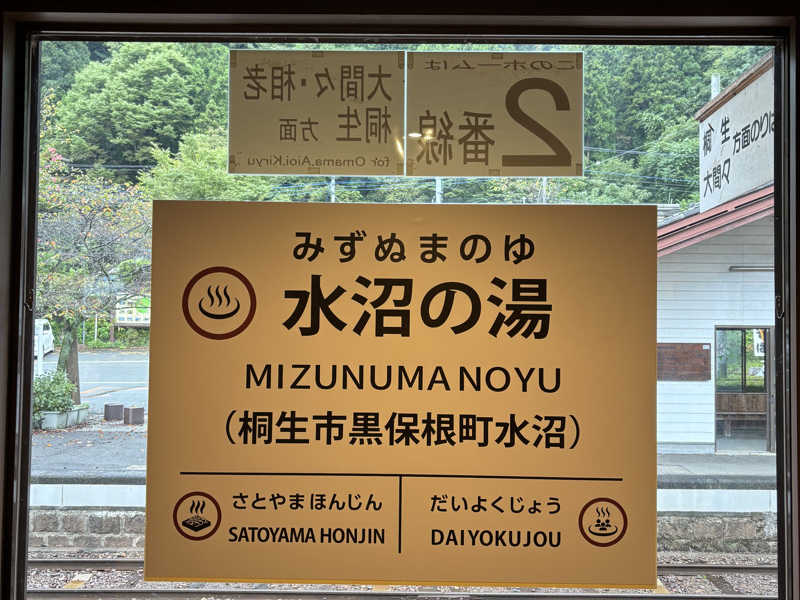 このホームは
2番線
大間々・相老
桐生 方面
for Omama,Aioi.Kiryu
桐生
大間々
方面のりば
みずぬまのゆ
水沼の湯
MIZUNUMA NOYU
（桐生市黒保根町水沼）
さとやまほんじん
SATOYAMA HONJIN
だいよくじょう
DAIYOKUJOU